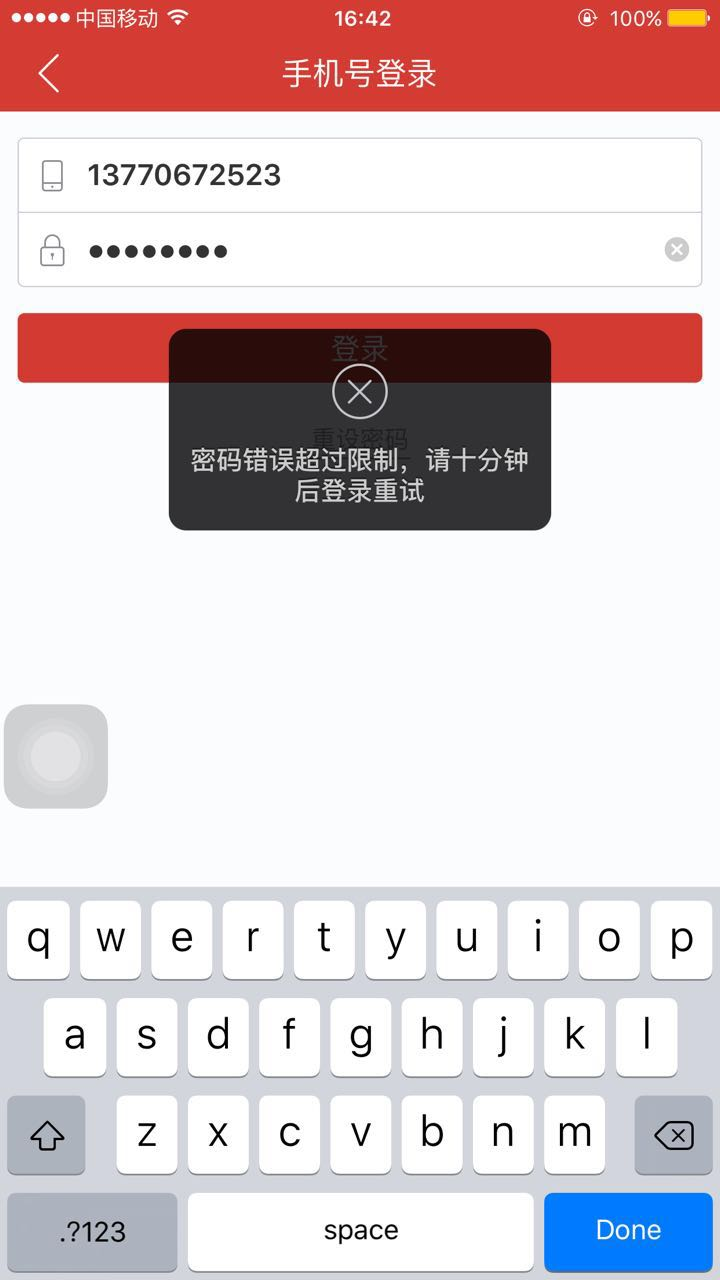 中国移动 16:42 100%
手机号登录
13770672523
登录
重设密码
密码错误超过限制，请十分钟
后登录重试
q w e r t y u i o p
a s d f g h j k l
z x c v b n m
.?123 space Done